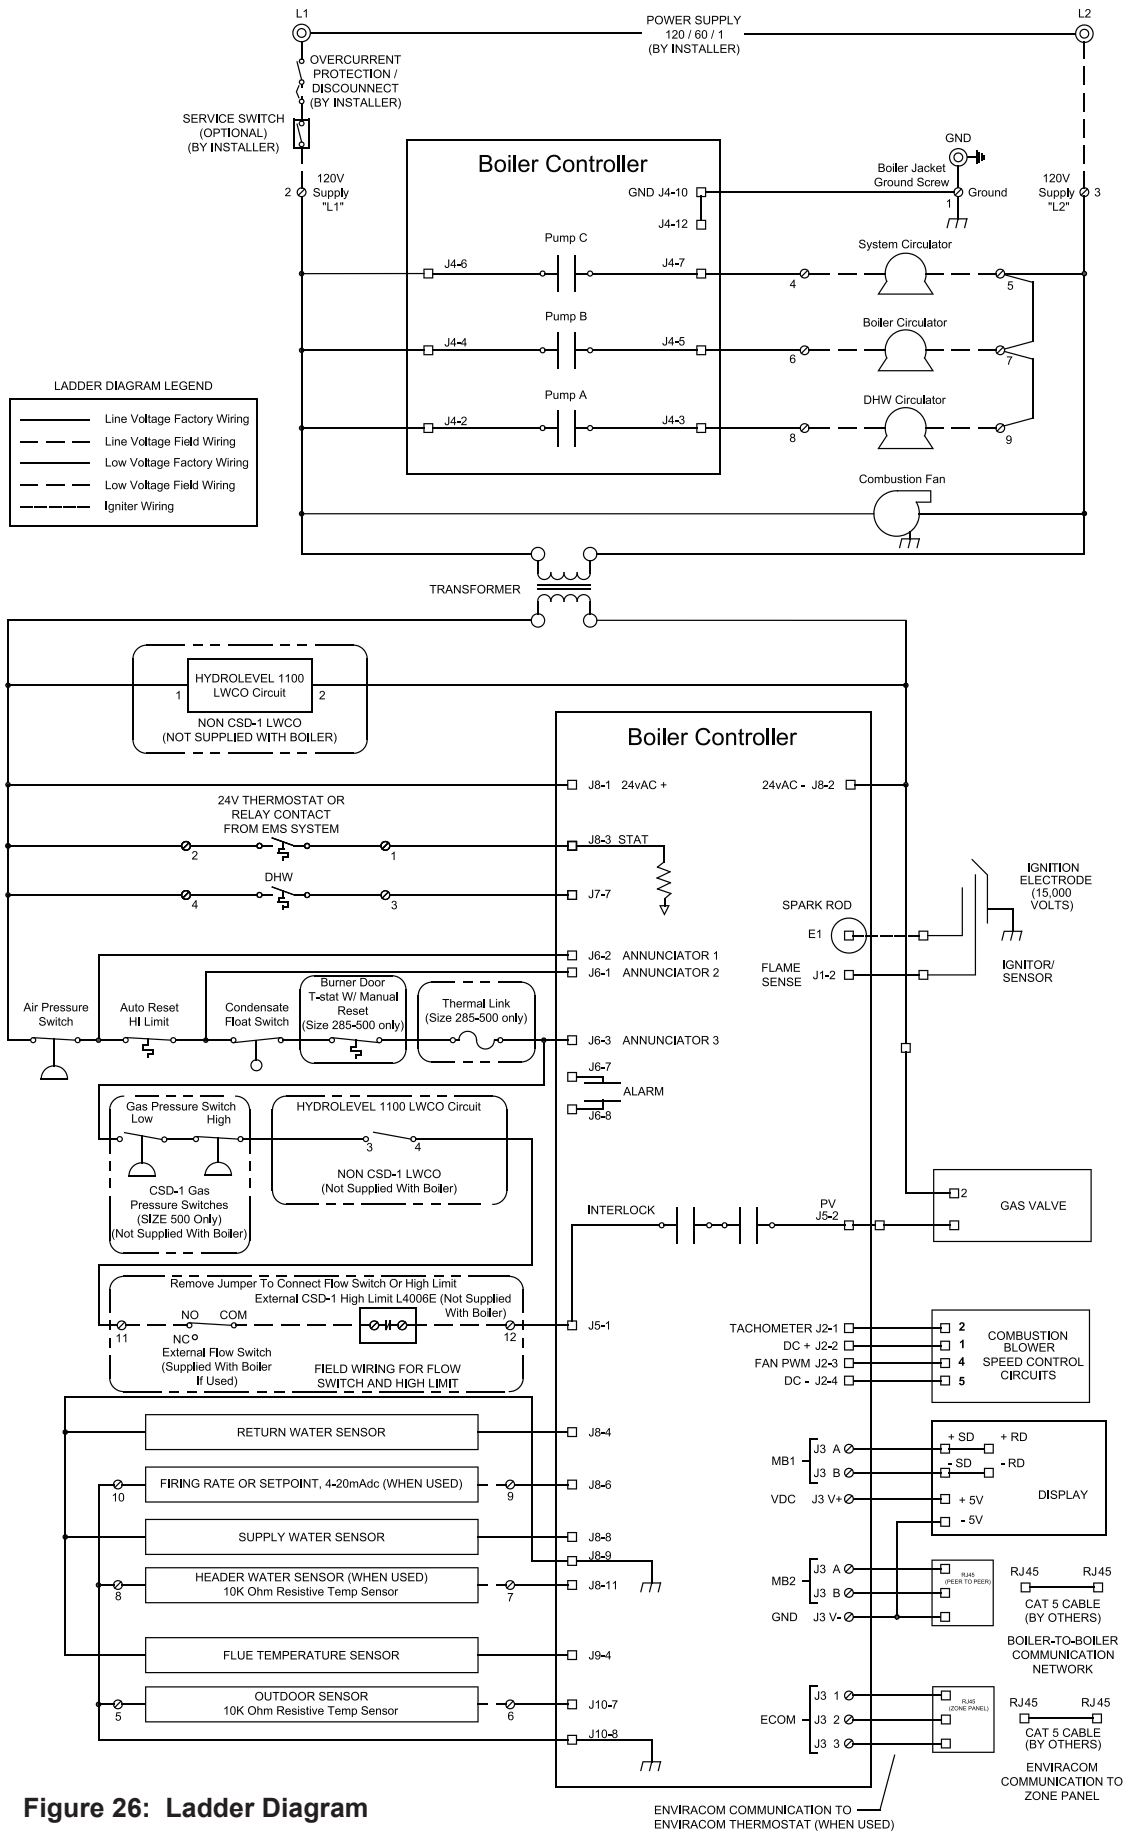 L1
L2
POWER SUPPLY
120 / 60 / 1
(BY INSTALLER)
OVERCURRENT
PROTECTION /
DISCOUNNECT
(BY INSTALLER)
SERVICE SWITCH
(OPTIONAL)
(BY INSTALLER)
2
120V
Supply
"L1"
Boiler Controller
GND J4-10
J4-12
GND
Boiler Jacket
Ground Screw
1
Ground
120V
Supply
"L2"
3
Pump C
J4-6
J4-7
System Circulator
4
5
Pump B
J4-4
J4-5
Boiler Circulator
6
7
Pump A
J4-2
J4-3
DHW Circulator
8
9
LADDER DIAGRAM LEGEND
Line Voltage Factory Wiring
Line Voltage Field Wiring
Low Voltage Factory Wiring
Low Voltage Field Wiring
Igniter Wiring
Combustion Fan
TRANSFORMER
HYDROLEVEL 1100
LWCO Circuit
1
2
NON CSD-1 LWCO
(NOT SUPPLIED WITH BOILER)
Boiler Controller
J8-1 24vAC +
24vAC - J8-2
24V THERMOSTAT OR
RELAY CONTACT
FROM EMS SYSTEM
2
1
J8-3 STAT
DHW
4
3
J7-7
SPARK ROD
E1
FLAME
SENSE
J1-2
IGNITION
ELECTRODE
(15,000
VOLTS)
IGNITOR/
SENSOR
J6-2 ANNUNCIATOR 1
J6-1 ANNUNCIATOR 2
Air Pressure
Switch
Auto Reset
HI Limit
Condensate
Float Switch
Burner Door
T-stat W/ Manual
Reset
(Size 285-500 only)
Thermal Link
(Size 285-500 only)
J6-3 ANNUNCIATOR 3
J6-7
ALARM
J6-8
Gas Pressure Switch
Low
High
CSD-1 Gas
Pressure Switches
(SIZE 500 Only)
(Not Supplied With Boiler)
HYDROLEVEL 1100 LWCO Circuit
3
4
NON CSD-1 LWCO
(Not Supplied With Boiler)
INTERLOCK
PV
J5-2
2
GAS VALVE
Remove Jumper To Connect Flow Switch Or High Limit
External CSD-1 High Limit L4006E (Not Supplied
With Boiler)
NO
COM
11
NC
12
J5-1
External Flow Switch
(Supplied With Boiler
If Used)
FIELD WIRING FOR FLOW
SWITCH AND HIGH LIMIT
TACHOMETER J2-1
DC + J2-2
FAN PWM J2-3
DC - J2-4
2
1
4
5
COMBUSTION
BLOWER
SPEED CONTROL
CIRCUITS
RETURN WATER SENSOR
J8-4
10
FIRING RATE OR SETPOINT, 4-20mAdc (WHEN USED)
9
J8-6
SUPPLY WATER SENSOR
J8-8
J8-9
8
HEADER WATER SENSOR (WHEN USED)
10K Ohm Resistive Temp Sensor
7
J8-11
FLUE TEMPERATURE SENSOR
J9-4
5
OUTDOOR SENSOR
10K Ohm Resistive Temp Sensor
6
J10-7
J10-8
MB1
J3 A
J3 B
VDC
J3 V+
+ SD
+ RD
- SD
- RD
+ 5V
- 5V
DISPLAY
MB2
J3 A
J3 B
GND
J3 V-
RJ45
(PEER TO PEER)
RJ45
RJ45
CAT 5 CABLE
(BY OTHERS)
BOILER-TO-BOILER
COMMUNICATION
NETWORK
ECOM
J3 1
J3 2
J3 3
RJ45
(ZONE PANEL)
RJ45
RJ45
CAT 5 CABLE
(BY OTHERS)
ENVIRACOM
COMMUNICATION TO
ZONE PANEL
ENVIRACOM COMMUNICATION TO
ENVIRACOM THERMOSTAT (WHEN USED)
Figure 26: Ladder Diagram